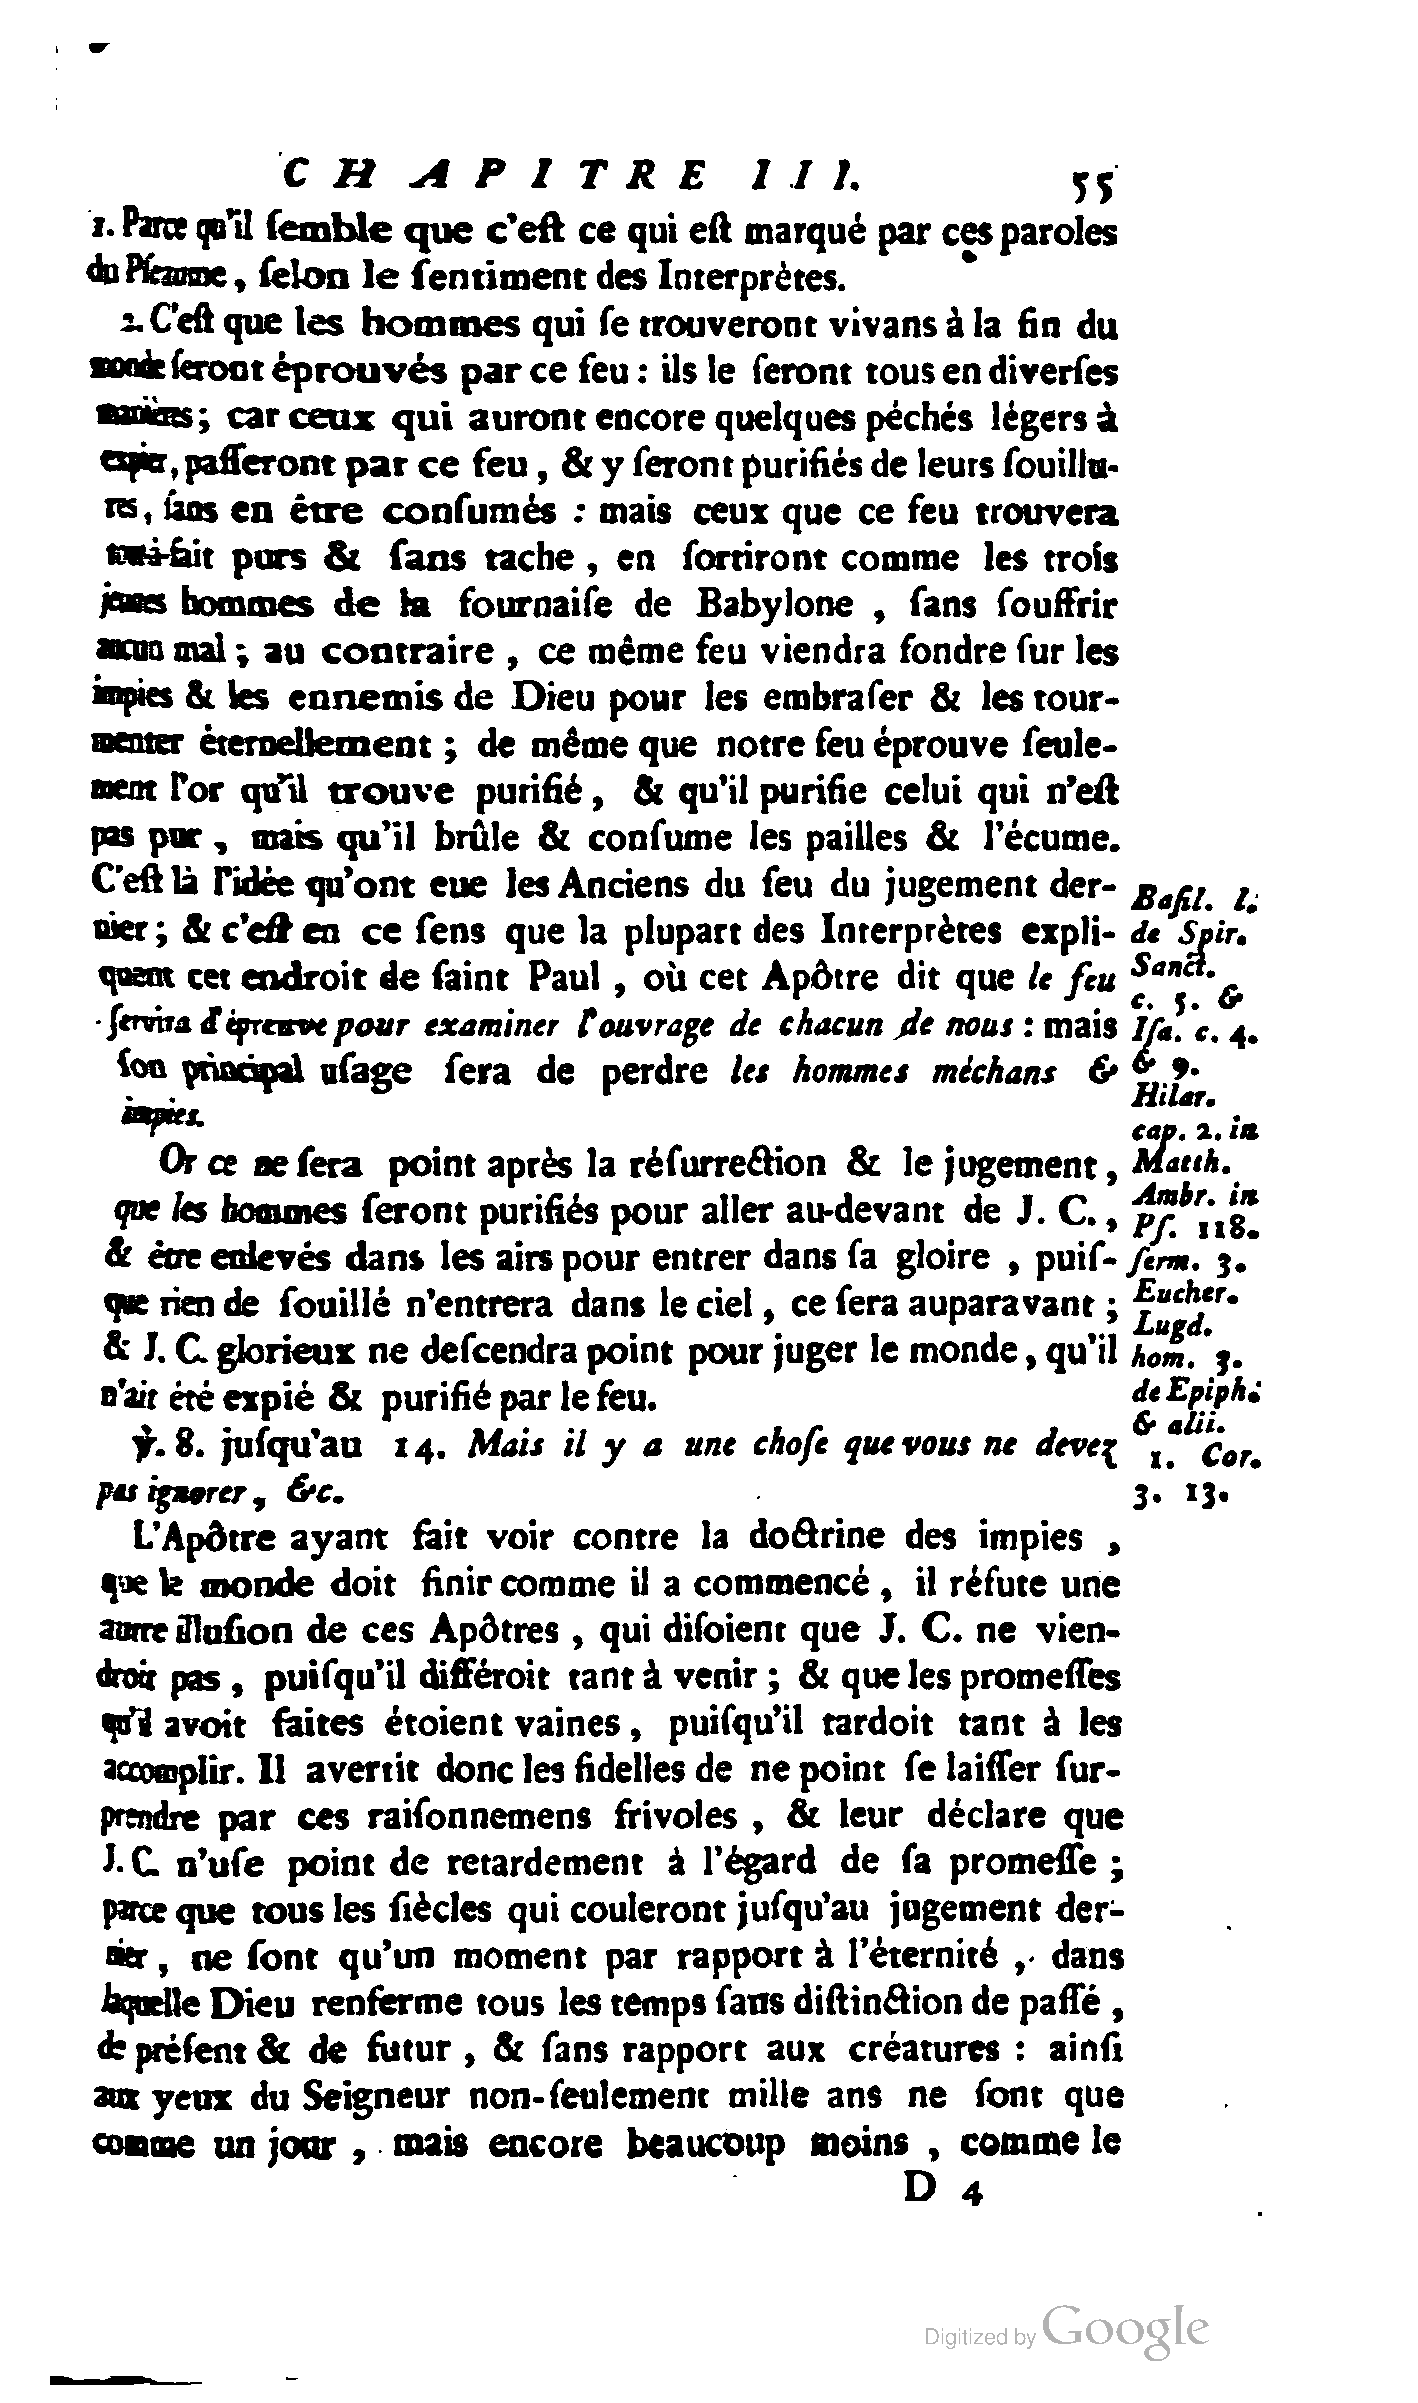 CHAPITRE III. 55
1. Parce qu'il ſemble que c'eſt ce qui eſt marqué par ces paroles
du Pſeaume, ſelon le ſentiment des Interprètes.
2. C'eſt que les hommes qui ſe trouveront vivans à la fin du
monde ſeront éprouvés par ce feu : ils le ſeront tous en diverſes
manières; car ceux qui auront encore quelques péchés légers à
expier, paſſeront par ce feu, & y ſeront purifiés de leurs ſouillu-
res, ſans en être conſumés : mais ceux que ce feu trouvera
tout-à-fait purs & ſans tache, en ſortiront comme les trois
jeunes hommes de la fournaiſe de Babylone, ſans ſouffrir
aucun mal; au contraire, ce même feu viendra fondre ſur les
impies & les ennemis de Dieu pour les embraſer & les tour-
menter éternellement; de même que notre feu éprouve ſeule-
ment l'or qu'il trouve purifié, & qu'il purifie celui qui n'eſt
pas pur, mais qu'il brûle & conſume les pailles & l'écume.
C'eſt là l'idée qu'ont eue les Anciens du feu du jugement der-
nier; & c'eſt en ce ſens que la plupart des Interprètes expli-
quent cet endroit de ſaint Paul, où cet Apôtre dit que le feu
ſervira d'épreuve pour examiner l'ouvrage de chacun de nous : mais
ſon principal uſage ſera de perdre les hommes méchans &
impies.
Or ce ne ſera point après la réſurrection & le jugement,
que les hommes ſeront purifiés pour aller au-devant de J. C.,
& être enlevés dans les airs pour entrer dans ſa gloire, puiſ-
que rien de ſouillé n'entrera dans le ciel, ce ſera auparavant;
& J. C. glorieux ne deſcendra point pour juger le monde, qu'il
n'ait été expié & purifié par le feu.
℣. 8. juſqu'au 14. Mais il y a une choſe que vous ne devez
pas ignorer, &c.
L'Apôtre ayant fait voir contre la doctrine des impies,
que le monde doit finir comme il a commencé, il réfute une
autre illuſion de ces Apôtres, qui diſoient que J. C. ne vien-
droit pas, puiſqu'il différoit tant à venir; & que les promeſſes
qu'il avoit faites étoient vaines, puiſqu'il tardoit tant à les
accomplir. Il avertit donc les fidelles de ne point ſe laiſſer ſur-
prendre par ces raiſonnemens frivoles, & leur déclare que
J. C. n'uſe point de retardement à l'égard de ſa promeſſe;
parce que tous les ſiècles qui couleront juſqu'au jugement der-
nier, ne ſont qu'un moment par rapport à l'éternité, dans
laquelle Dieu renferme tous les temps ſans diſtinction de paſſé,
de préſent & de futur, & ſans rapport aux créatures : ainſi
aux yeux du Seigneur non-ſeulement mille ans ne ſont que
comme un jour, mais encore beaucoup moins, comme le
D 4
Baſil. l.
de Spir.
Sanct.
c. 5. &
Iſa. c. 4.
& 9.
Hilar.
cap. 2. in
Matth.
Ambr. in
Pſ. 118.
ſerm. 3.
Eucher.
Lugd.
hom. 3.
de Epiph.
& alii.
1. Cor.
3. 13.
Digitized by Google